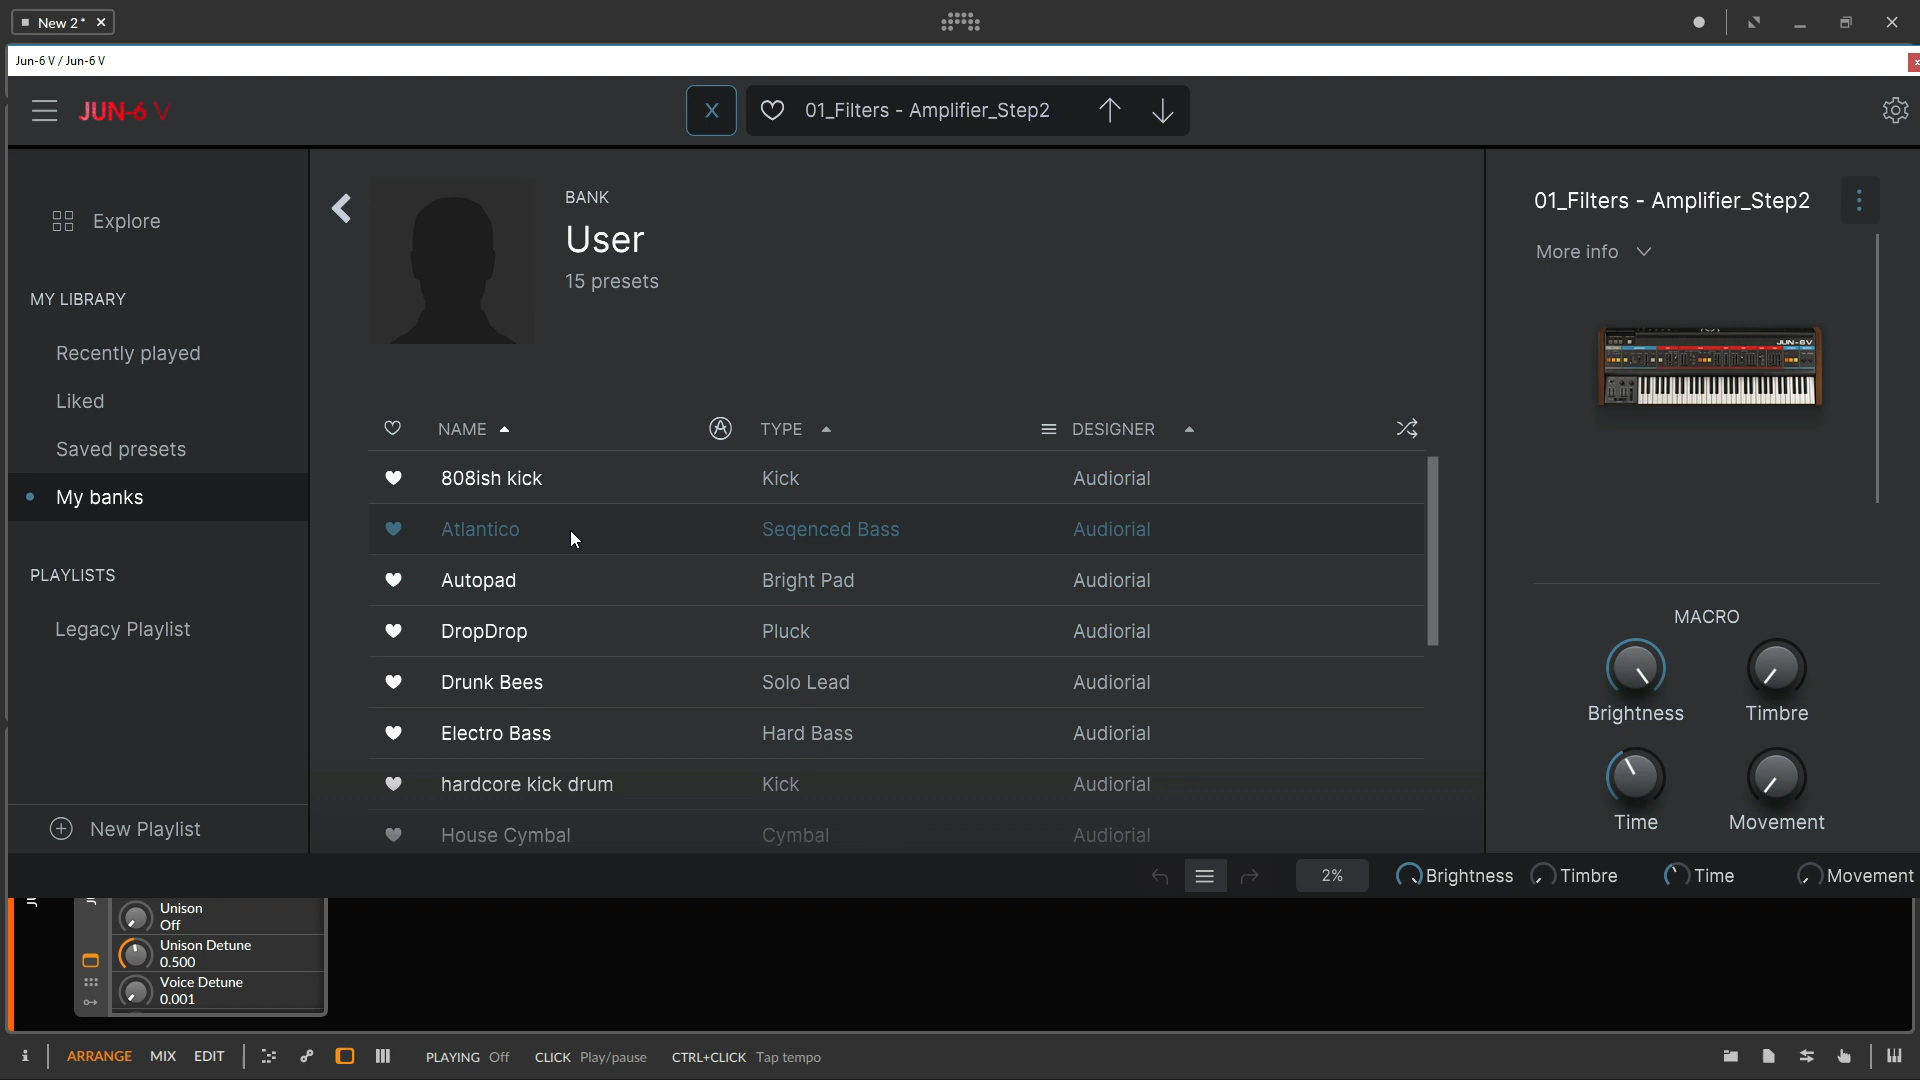 New 2*
Jun-6 V / Jun-6 V
JUN-6 V
X
01_Filters - Amplifier_Step2
Explore
MY LIBRARY
Recently played
Liked
Saved presets
My banks
PLAYLISTS
Legacy Playlist
New Playlist
BANK
User
15 presets
NAME TYPE DESIGNER
808ish kick Kick Audiorial
Atlantico Seqenced Bass Audiorial
Autopad Bright Pad Audiorial
DropDrop Pluck Audiorial
Drunk Bees Solo Lead Audiorial
Electro Bass Hard Bass Audiorial
hardcore kick drum Kick Audiorial
House Cymbal Cymbal Audiorial
01_Filters - Amplifier_Step2
More info
JUN-6 V
MACRO
Brightness Timbre
Time Movement
2% Brightness Timbre Time Movement
Unison
Off
Unison Detune
0.500
Voice Detune
0.001
i ARRANGE MIX EDIT PLAYING Off CLICK Play/pause CTRL+CLICK Tap tempo